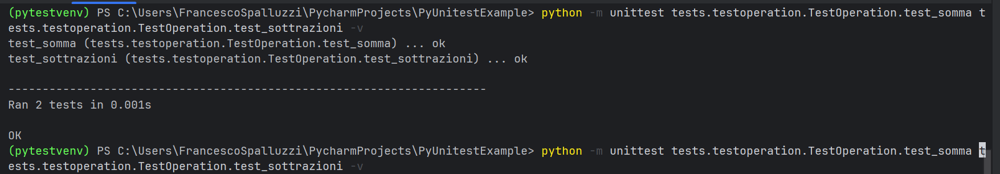 (pytestvenv) PS C:\Users\FrancescoSpalluzzi\PycharmProjects\PyUnitestExample> python -m unittest tests.testoperation.TestOperation.test_somma t
ests.testoperation.TestOperation.test_sottrazioni -v
test_somma (tests.testoperation.TestOperation.test_somma) ... ok
test_sottrazioni (tests.testoperation.TestOperation.test_sottrazioni) ... ok
----------------------------------------------------------------------
Ran 2 tests in 0.001s
OK
(pytestvenv) PS C:\Users\FrancescoSpalluzzi\PycharmProjects\PyUnitestExample> python -m unittest tests.testoperation.TestOperation.test_somma t
ests.testoperation.TestOperation.test_sottrazioni -v